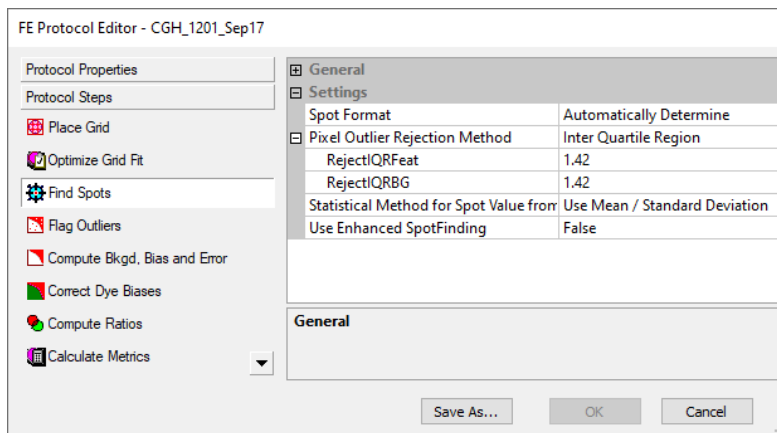 FE Protocol Editor - CGH_1201_Sep17
Protocol Properties
Protocol Steps
Place Grid
Optimize Grid Fit
Find Spots
Flag Outliers
Compute Bkgd, Bias and Error
Correct Dye Biases
Compute Ratios
Calculate Metrics
General
Settings
Spot Format Automatically Determine
Pixel Outlier Rejection Method Inter Quartile Region
RejectIQRFeat 1.42
RejectIQRBG 1.42
Statistical Method for Spot Value from Use Mean / Standard Deviation
Use Enhanced SpotFinding False
General
Save As... OK Cancel